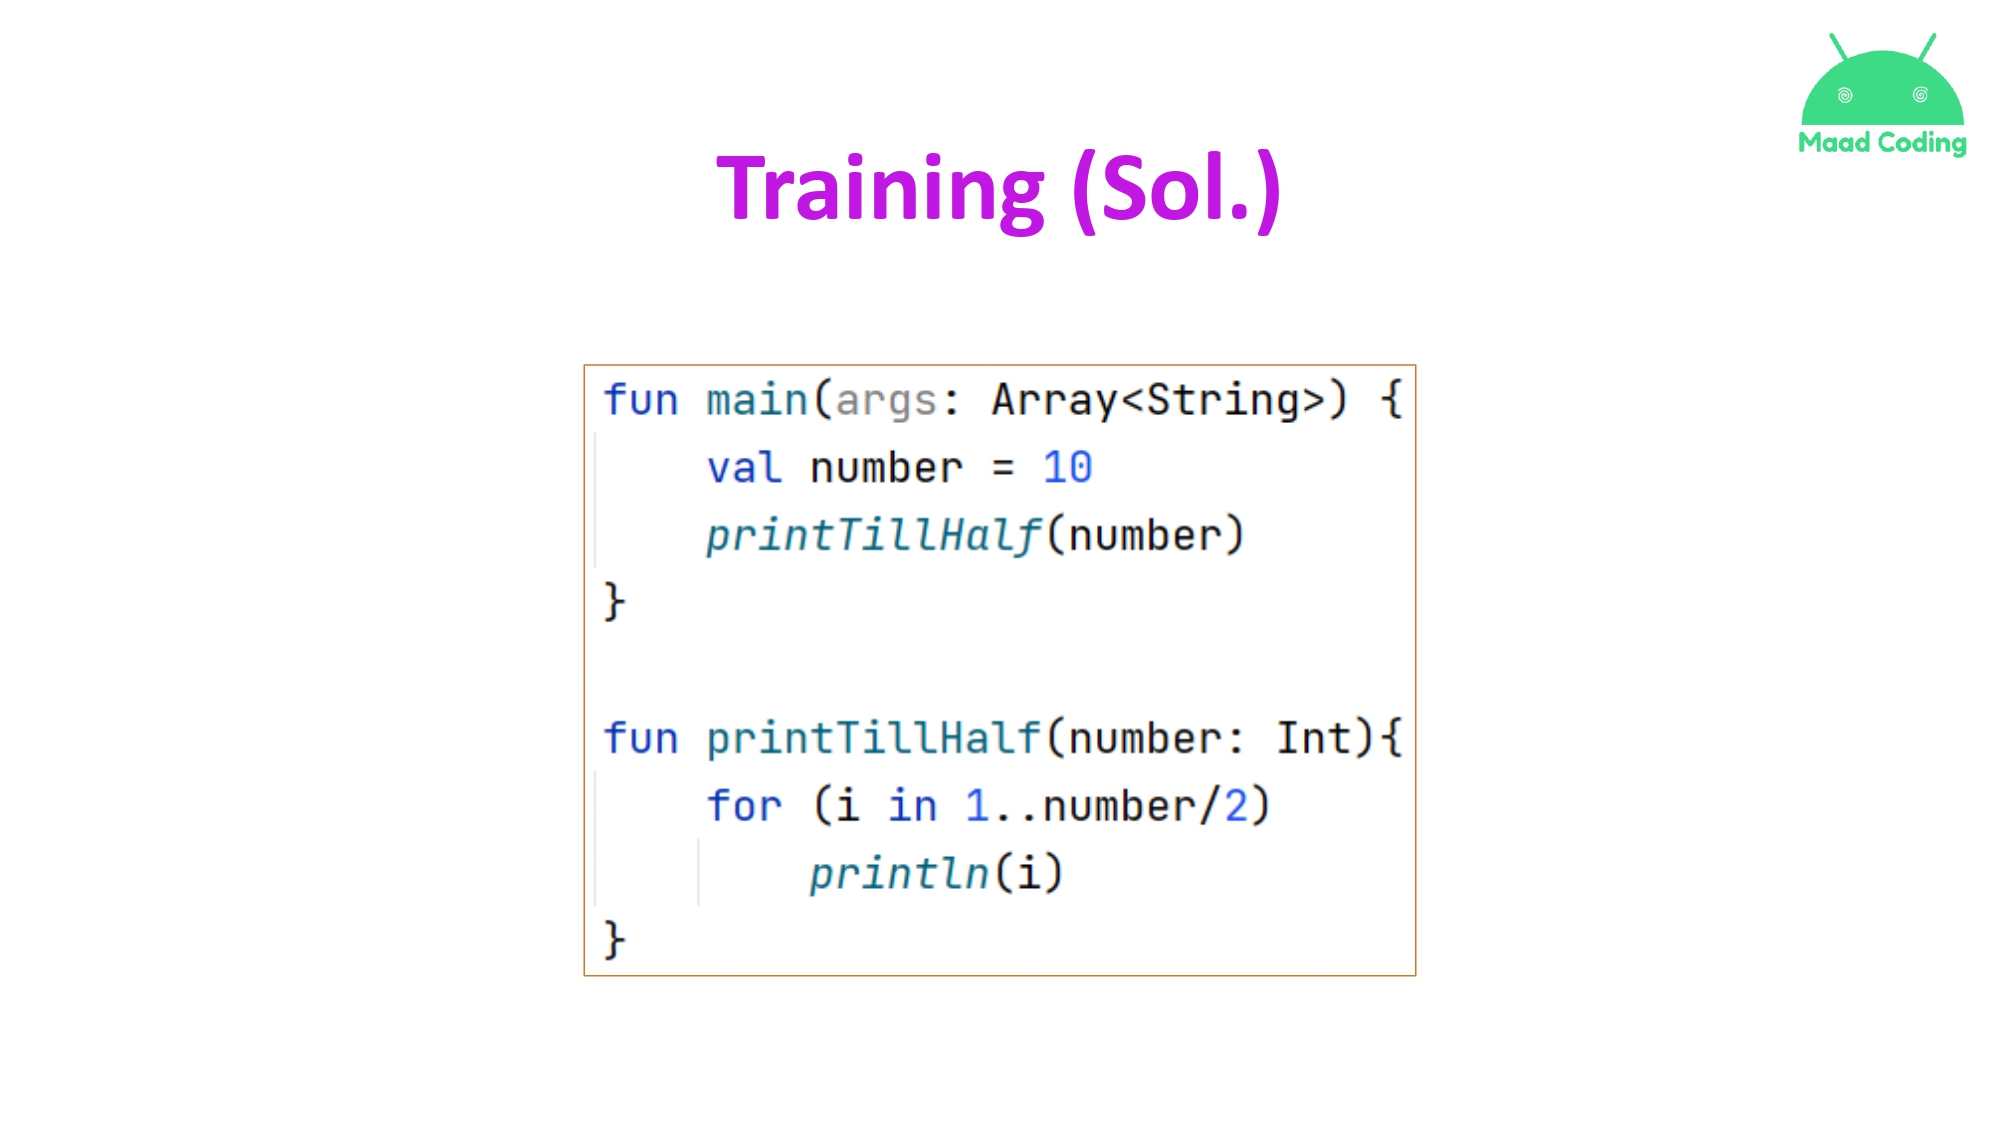 Maad Coding
Training (Sol.)
fun main(args: Array<String>) {
    val number = 10
    printTillHalf(number)
}
fun printTillHalf(number: Int){
    for (i in 1..number/2)
        println(i)
}